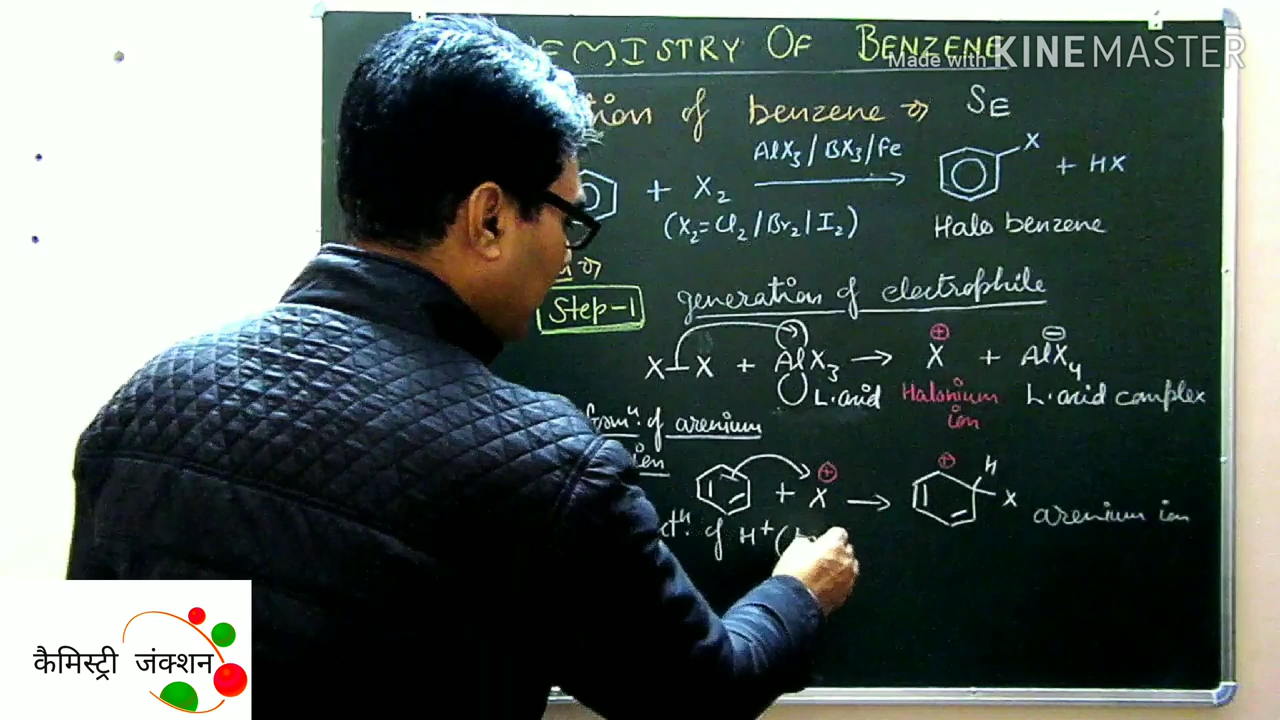 EMISTRY OF BENZENE
Made with KINEMASTER
tion of benzene ⇒ SE
AlX3 / BX3 / Fe
+ X2 → X + HX
(X2 = Cl2 / Br2 / I2) Halo benzene
Step-1 generation of electrophile
X – X + AlX3 → X⊕ + AlX4⊖
L.acid Halonium ion L.acid complex
form^n. of arenium
ion
+ X⊕ → ⊕ H X arenium ion
ct^n. of H+ (
कैमिस्ट्री जंक्शन